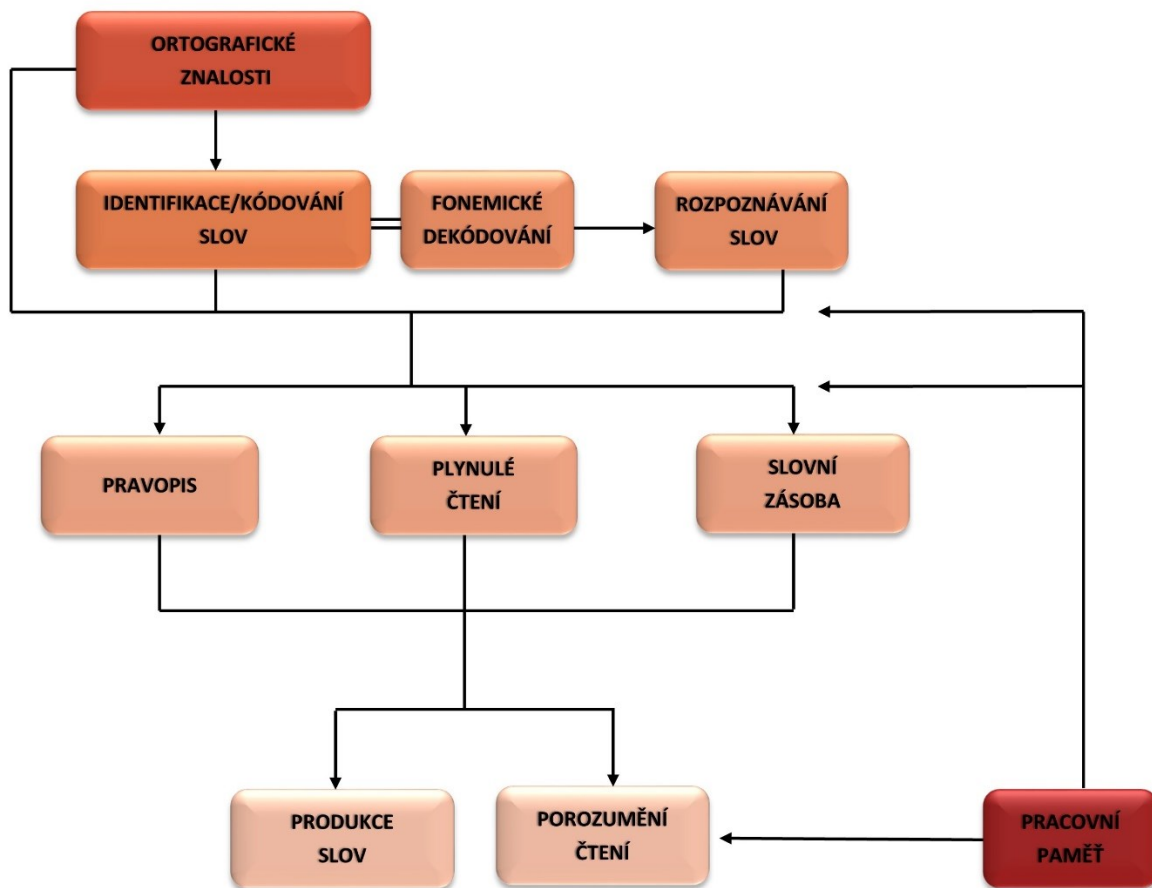 ORTOGRAFICKÉ
ZNALOSTI
IDENTIFIKACE/KÓDOVÁNÍ
SLOV
FONEMICKÉ
DEKÓDOVÁNÍ
ROZPOZNÁVÁNÍ
SLOV
PRAVOPIS
PLYNULÉ
ČTENÍ
SLOVNÍ
ZÁSOBA
PRODUKCE
SLOV
POROZUMĚNÍ
ČTENÍ
PRACOVNÍ
PAMĚŤ